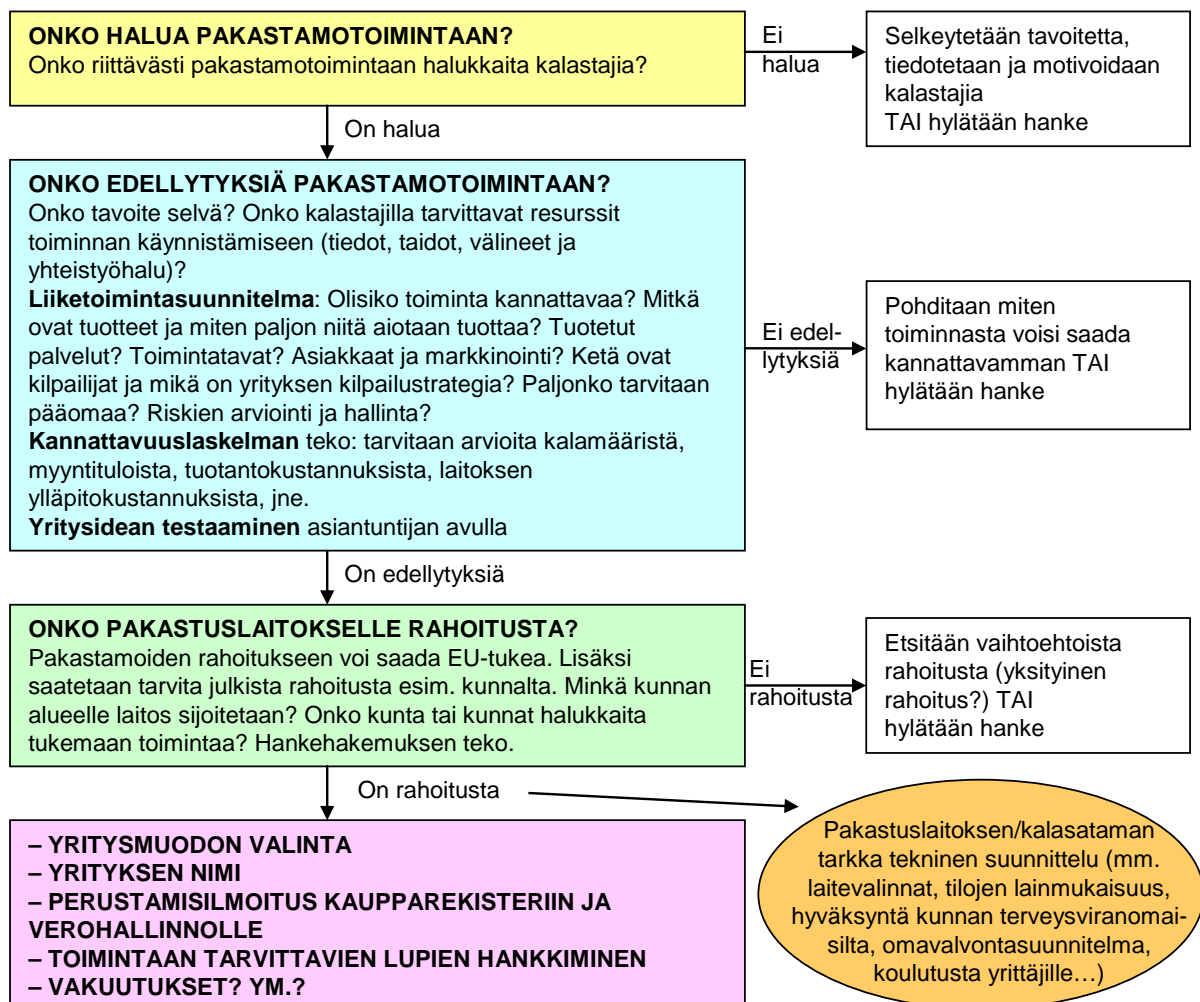 ONKO HALUA PAKASTAMOTOIMINTAAN?
Onko riittävästi pakastamotoimintaan halukkaita kalastajia?
Ei
halua
Selkeytetään tavoitetta,
tiedotetaan ja motivoidaan
kalastajia
TAI hylätään hanke
On halua
ONKO EDELLYTYKSIÄ PAKASTAMOTOIMINTAAN?
Onko tavoite selvä? Onko kalastajilla tarvittavat resurssit
toiminnan käynnistämiseen (tiedot, taidot, välineet ja
yhteistyöhalu)?
Liiketoimintasuunnitelma: Olisiko toiminta kannattavaa? Mitkä
ovat tuotteet ja miten paljon niitä aiotaan tuottaa? Tuotetut
palvelut? Toimintatavat? Asiakkaat ja markkinointi? Ketä ovat
kilpailijat ja mikä on yrityksen kilpailustrategia? Paljonko tarvitaan
pääomaa? Riskien arviointi ja hallinta?
Kannattavuuslaskelman teko: tarvitaan arvioita kalamääristä,
myyntituloista, tuotantokustannuksista, laitoksen
ylläpitokustannuksista, jne.
Yritysidean testaaminen asiantuntijan avulla
Ei edel-
lytyksiä
Pohditaan miten
toiminnasta voisi saada
kannattavamman TAI
hylätään hanke
On edellytyksiä
ONKO PAKASTUSLAITOKSELLE RAHOITUSTA?
Pakastamoiden rahoitukseen voi saada EU-tukea. Lisäksi
saatetaan tarvita julkista rahoitusta esim. kunnalta. Minkä kunnan
alueelle laitos sijoitetaan? Onko kunta tai kunnat halukkaita
tukemaan toimintaa? Hankehakemuksen teko.
Ei
rahoitusta
Etsitään vaihtoehtoista
rahoitusta (yksityinen
rahoitus?) TAI
hylätään hanke
On rahoitusta
– YRITYSMUODON VALINTA
– YRITYKSEN NIMI
– PERUSTAMISILMOITUS KAUPPAREKISTERIIN JA
VEROHALLINNOLLE
– TOIMINTAAN TARVITTAVIEN LUPIEN HANKKIMINEN
– VAKUUTUKSET? YM.?
Pakastuslaitoksen/kalasataman
tarkka tekninen suunnittelu (mm.
laitevalinnat, tilojen lainmukaisuus,
hyväksyntä kunnan terveysviranomai-
silta, omavalvontasuunnitelma,
koulutusta yrittäjille…)